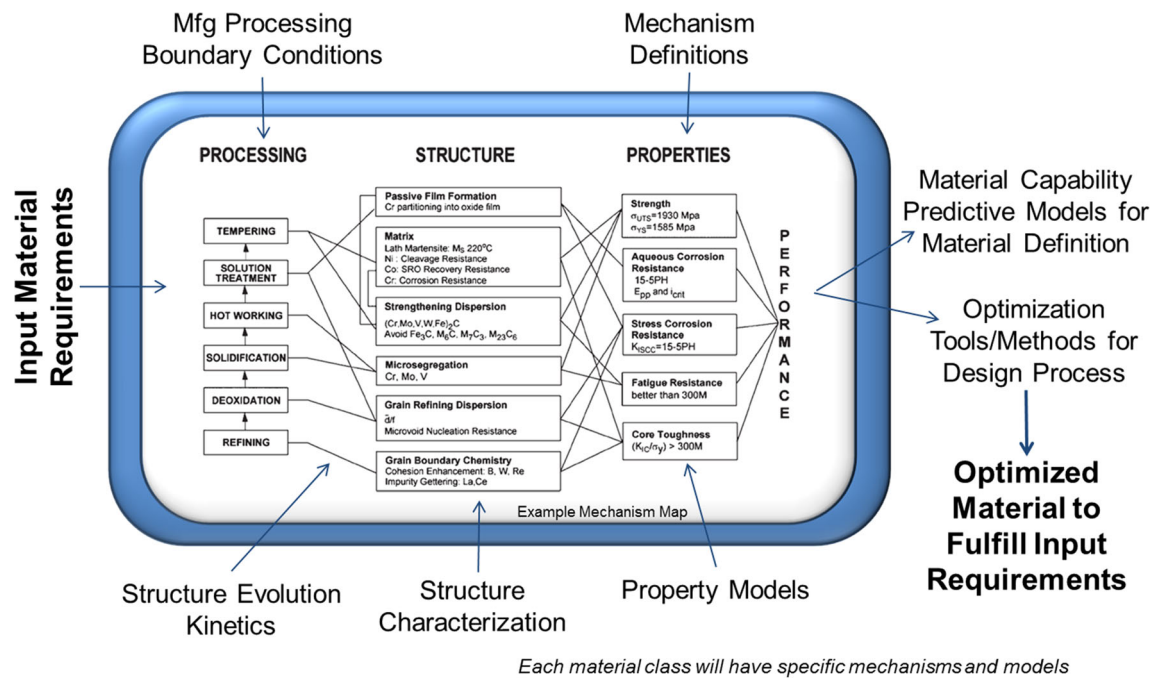 Mfg Processing
Boundary Conditions
Mechanism
Definitions
Input Material
Requirements
PROCESSING
STRUCTURE
PROPERTIES
TEMPERING
SOLUTION
TREATMENT
HOT WORKING
SOLIDIFICATION
DEOXIDATION
REFINING
Passive Film Formation
Cr partitioning into oxide film
Matrix
Lath Martensite: Mₛ 220°C
Ni : Cleavage Resistance
Co: SRO Recovery Resistance
Cr: Corrosion Resistance
Strengthening Dispersion
(Cr,Mo,V,W,Fe)₂C
Avoid Fe₃C, M₆C, M₇C₃, M₂₃C₆
Microsegregation
Cr, Mo, V
Grain Refining Dispersion
d̄/f
Microvoid Nucleation Resistance
Grain Boundary Chemistry
Cohesion Enhancement: B, W, Re
Impurity Gettering: La,Ce
Strength
σUTS=1930 Mpa
σYS=1585 Mpa
Aqueous Corrosion
Resistance
15-5PH
Epp and icrit
Stress Corrosion
Resistance
KISCC=15-5PH
Fatigue Resistance
better than 300M
Core Toughness
(KIC/σy) > 300M
PERFORMANCE
Example Mechanism Map
Material Capability
Predictive Models for
Material Definition
Optimization
Tools/Methods for
Design Process
Optimized
Material to
Fulfill Input
Requirements
Structure Evolution
Kinetics
Structure
Characterization
Property Models
Each material class will have specific mechanisms and models